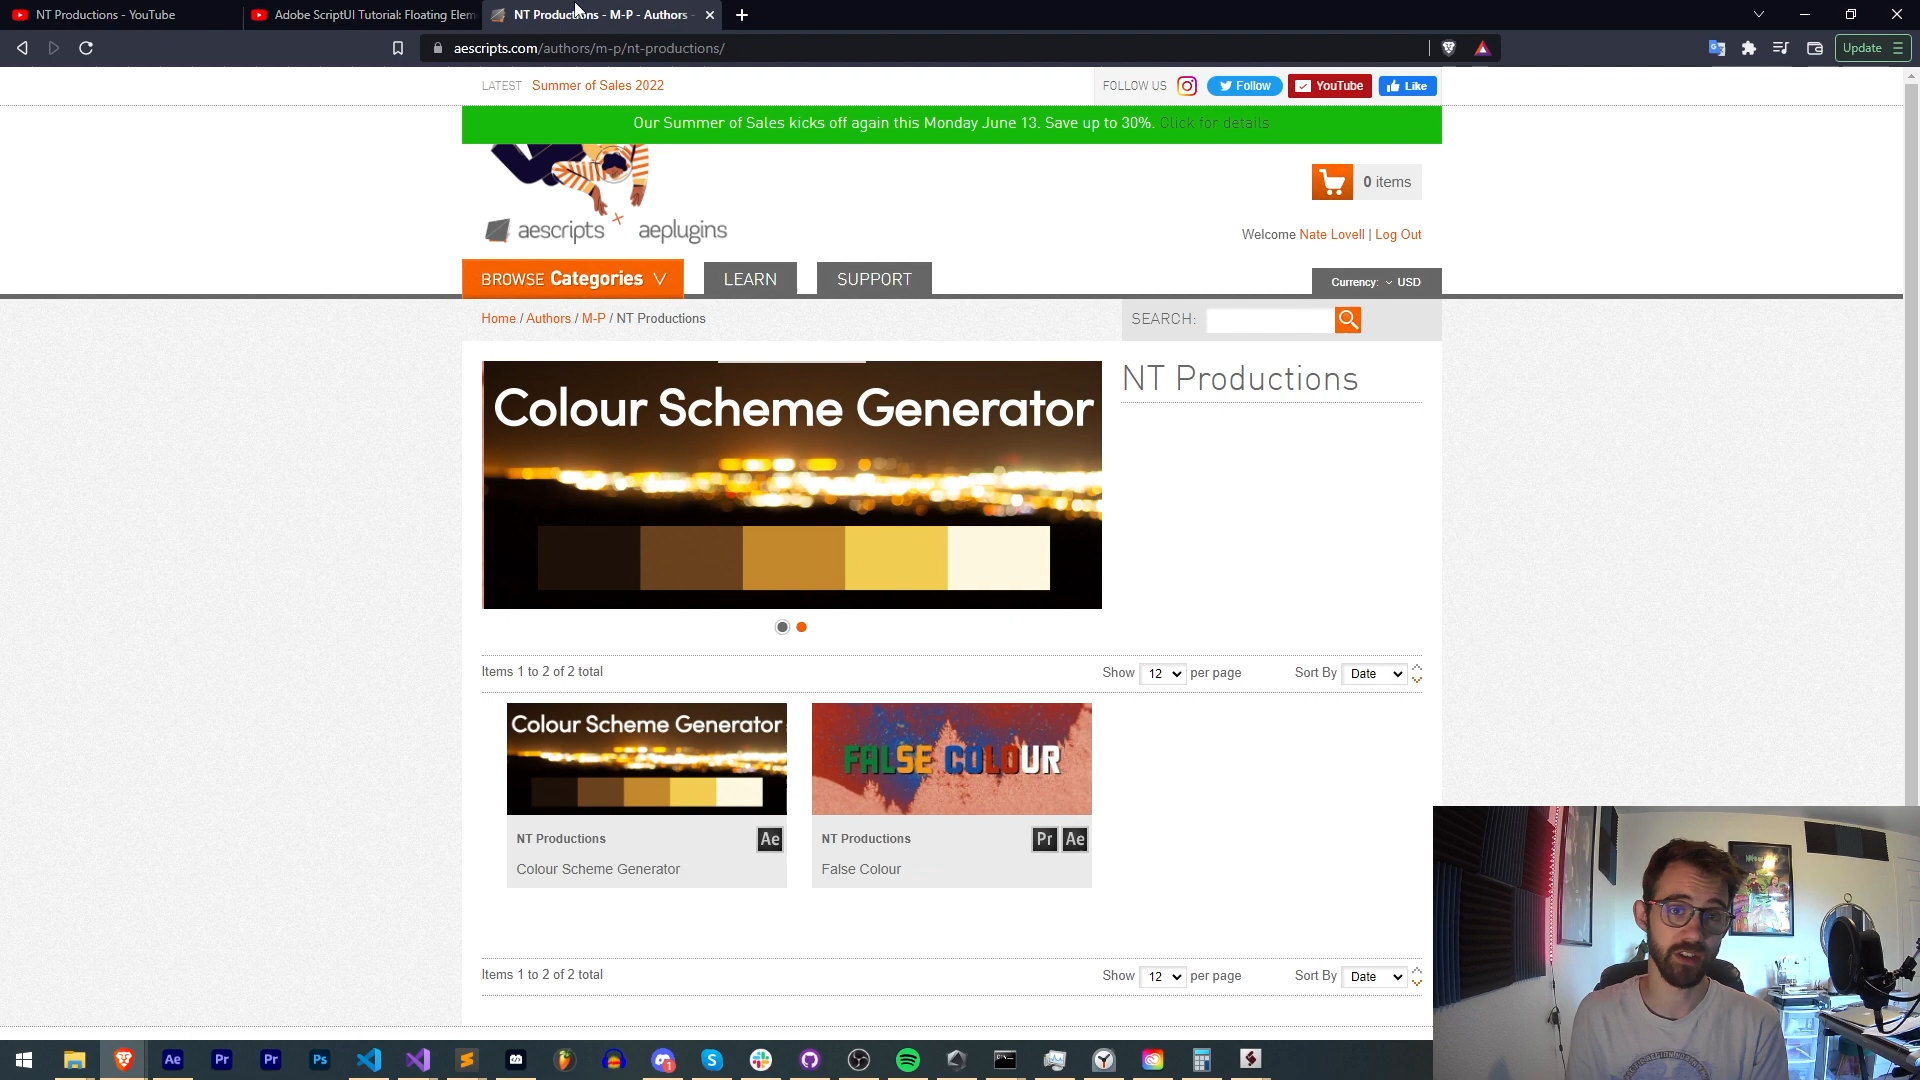 NT Productions - YouTube
Adobe ScriptUI Tutorial: Floating Elem
NT Productions - M-P - Authors -
aescripts.com/authors/m-p/nt-productions/
Update
LATEST Summer of Sales 2022
FOLLOW US Follow YouTube Like
Our Summer of Sales kicks off again this Monday June 13. Save up to 30%. Click for details
0 items
aescripts + aeplugins
Welcome Nate Lovell | Log Out
BROWSE Categories V LEARN SUPPORT
Currency: USD
Home / Authors / M-P / NT Productions
SEARCH:
Colour Scheme Generator
NT Productions
Items 1 to 2 of 2 total
Show 12 per page
Sort By Date
Colour Scheme Generator
FALSE COLOUR
NT Productions Ae
NT Productions Pr Ae
Colour Scheme Generator
False Colour
Items 1 to 2 of 2 total
Show 12 per page
Sort By Date
Ae Pr Pr Ps